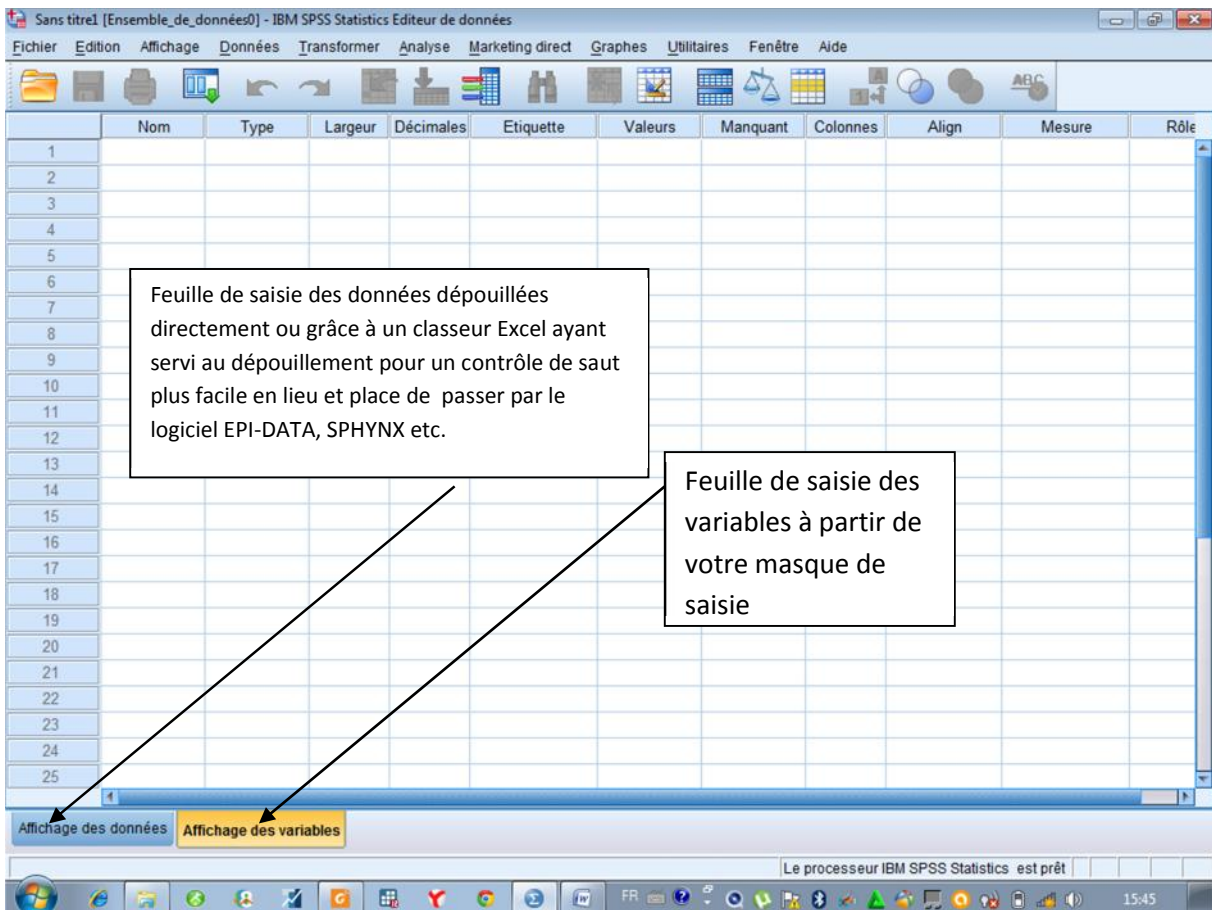 Sans titre1 [Ensemble_de_données0] - IBM SPSS Statistics Editeur de données
Fichier Edition Affichage Données Transformer Analyse Marketing direct Graphes Utilitaires Fenêtre Aide
Nom Type Largeur Décimales Etiquette Valeurs Manquant Colonnes Align Mesure Rôle
1
2
3
4
5
6
7
8
9
10
11
12
13
14
15
16
17
18
19
20
21
22
23
24
25
Feuille de saisie des données dépouillées
directement ou grâce à un classeur Excel ayant
servi au dépouillement pour un contrôle de saut
plus facile en lieu et place de passer par le
logiciel EPI-DATA, SPHYNX etc.
Feuille de saisie des
variables à partir de
votre masque de
saisie
Affichage des données Affichage des variables
Le processeur IBM SPSS Statistics est prêt
FR 15:45